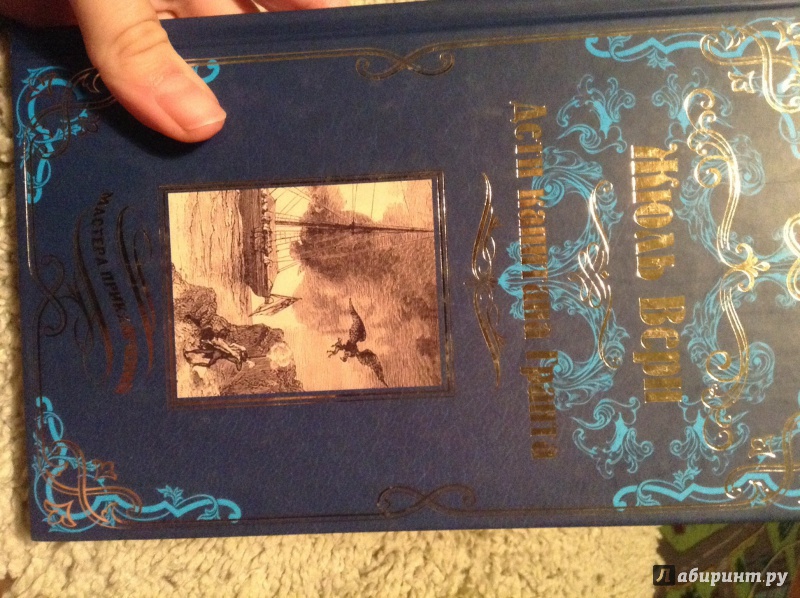 Жюль Верн
Дети капитана Гранта
МАСТЕРА ПРИКЛЮЧЕНИЙ
Лабиринт.ру